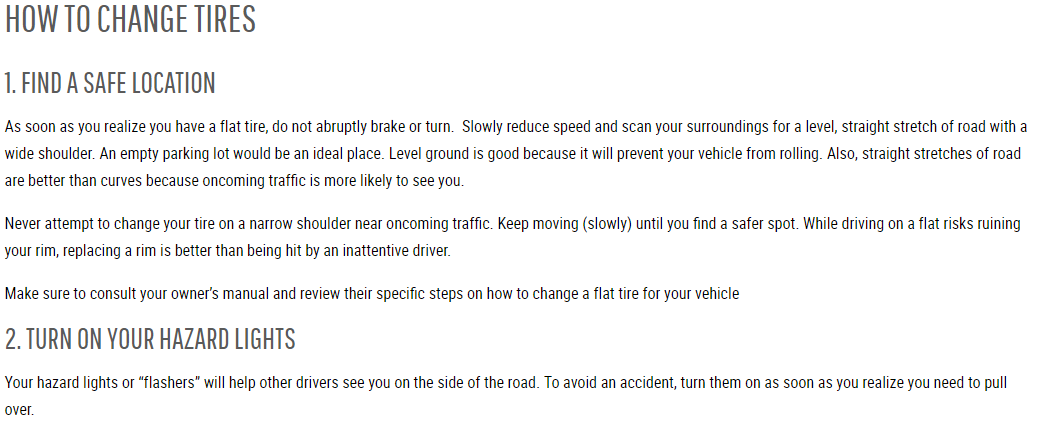 HOW TO CHANGE TIRES
1. FIND A SAFE LOCATION
As soon as you realize you have a flat tire, do not abruptly brake or turn.  Slowly reduce speed and scan your surroundings for a level, straight stretch of road with a
wide shoulder. An empty parking lot would be an ideal place. Level ground is good because it will prevent your vehicle from rolling. Also, straight stretches of road
are better than curves because oncoming traffic is more likely to see you.
Never attempt to change your tire on a narrow shoulder near oncoming traffic. Keep moving (slowly) until you find a safer spot. While driving on a flat risks ruining
your rim, replacing a rim is better than being hit by an inattentive driver.
Make sure to consult your owner’s manual and review their specific steps on how to change a flat tire for your vehicle
2. TURN ON YOUR HAZARD LIGHTS
Your hazard lights or “flashers” will help other drivers see you on the side of the road. To avoid an accident, turn them on as soon as you realize you need to pull
over.